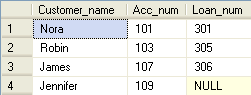 Customer_name Acc_num Loan_num
1 Nora 101 301
2 Robin 103 305
3 James 107 306
4 Jennifer 109 NULL